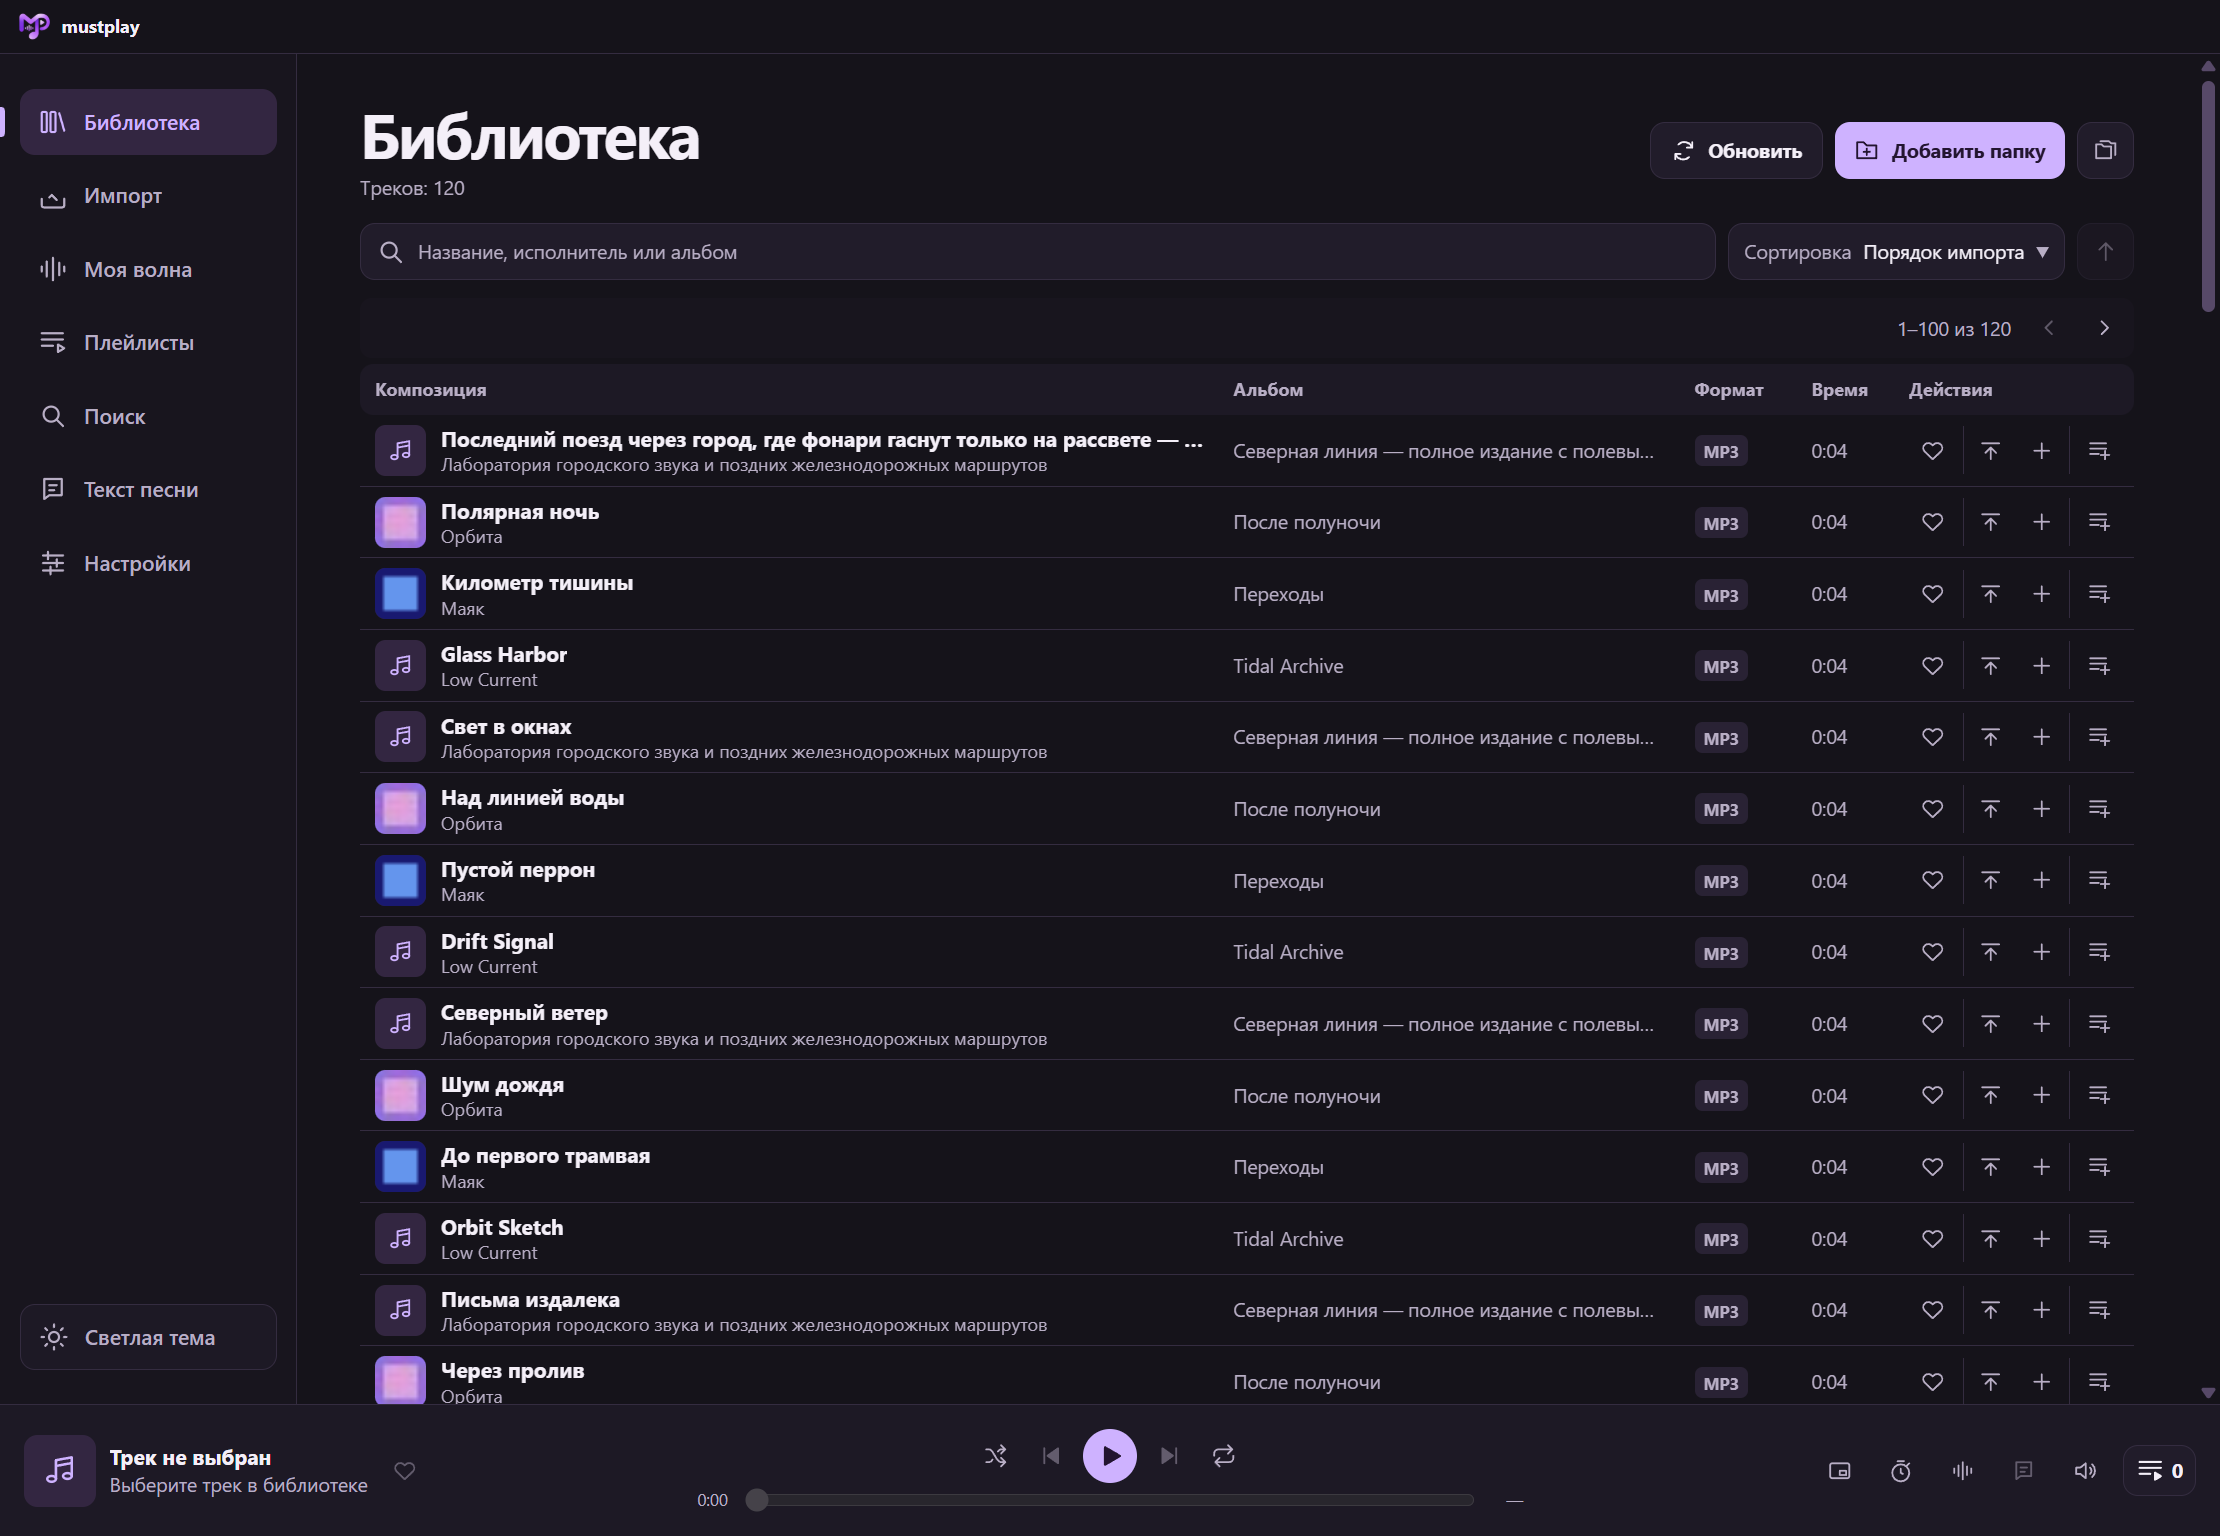 mustplay
Библиотека
Импорт
Моя волна
Плейлисты
Поиск
Текст песни
Настройки
Светлая тема
Библиотека
Треков: 120
Обновить
Добавить папку
Название, исполнитель или альбом
Сортировка Порядок импорта
1–100 из 120
Композиция Альбом Формат Время Действия
Последний поезд через город, где фонари гаснут только на рассвете — ...
Лаборатория городского звука и поздних железнодорожных маршрутов
Северная линия — полное издание с полевы... MP3 0:04
Полярная ночь
Орбита
После полуночи MP3 0:04
Километр тишины
Маяк
Переходы MP3 0:04
Glass Harbor
Low Current
Tidal Archive MP3 0:04
Свет в окнах
Лаборатория городского звука и поздних железнодорожных маршрутов
Северная линия — полное издание с полевы... MP3 0:04
Над линией воды
Орбита
После полуночи MP3 0:04
Пустой перрон
Маяк
Переходы MP3 0:04
Drift Signal
Low Current
Tidal Archive MP3 0:04
Северный ветер
Лаборатория городского звука и поздних железнодорожных маршрутов
Северная линия — полное издание с полевы... MP3 0:04
Шум дождя
Орбита
После полуночи MP3 0:04
До первого трамвая
Маяк
Переходы MP3 0:04
Orbit Sketch
Low Current
Tidal Archive MP3 0:04
Письма издалека
Лаборатория городского звука и поздних железнодорожных маршрутов
Северная линия — полное издание с полевы... MP3 0:04
Через пролив
Орбита
После полуночи MP3 0:04
Трек не выбран
Выберите трек в библиотеке
0:00 —
0